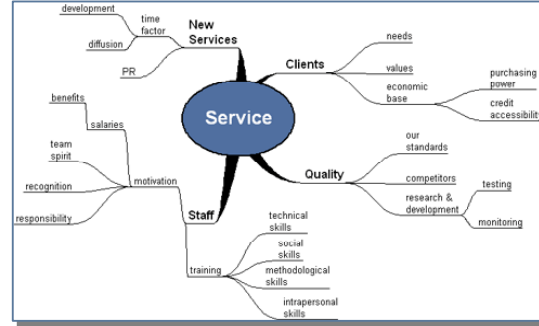 Service
New
Services
time
factor
development
diffusion
PR
Clients
needs
values
economic
base
purchasing
power
credit
accessibility
Quality
our
standards
competitors
research &
development
testing
monitoring
Staff
motivation
salaries
benefits
team
spirit
recognition
responsibility
training
technical
skills
social
skills
methodological
skills
intrapersonal
skills